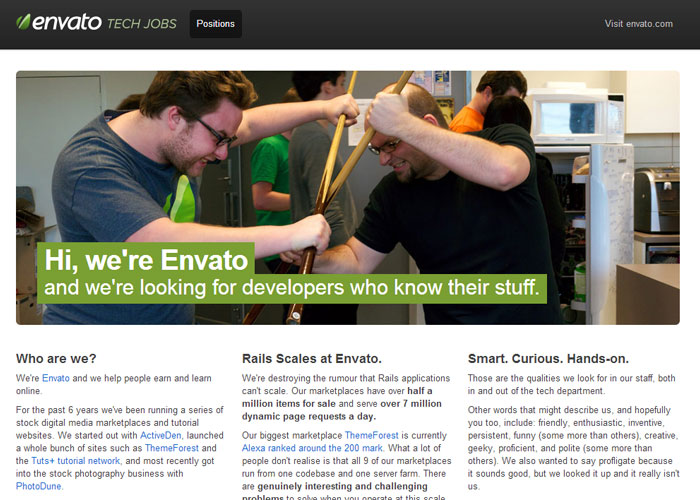 envato TECH JOBS
Positions
Visit envato.com
Hi, we're Envato
and we're looking for developers who know their stuff.
Who are we?
We're Envato and we help people earn and learn
online.
For the past 6 years we've been running a series of
stock digital media marketplaces and tutorial
websites. We started out with ActiveDen, launched
a whole bunch of sites such as ThemeForest and
the Tuts+ tutorial network, and most recently got
into the stock photography business with
PhotoDune.
Rails Scales at Envato.
We're destroying the rumour that Rails applications
can't scale. Our marketplaces have over half a
million items for sale and serve over 7 million
dynamic page requests a day.
Our biggest marketplace ThemeForest is currently
Alexa ranked around the 200 mark. What a lot of
people don't realise is that all 9 of our marketplaces
run from one codebase and one server farm. There
are genuinely interesting and challenging
problems to solve when you operate at this scale
Smart. Curious. Hands-on.
Those are the qualities we look for in our staff, both
in and out of the tech department.
Other words that might describe us, and hopefully
you too, include: friendly, enthusiastic, inventive,
persistent, funny (some more than others), creative,
geeky, proficient, and polite (some more than
others). We also wanted to say profligate because
it sounds good, but we looked it up and it really isn't
us.